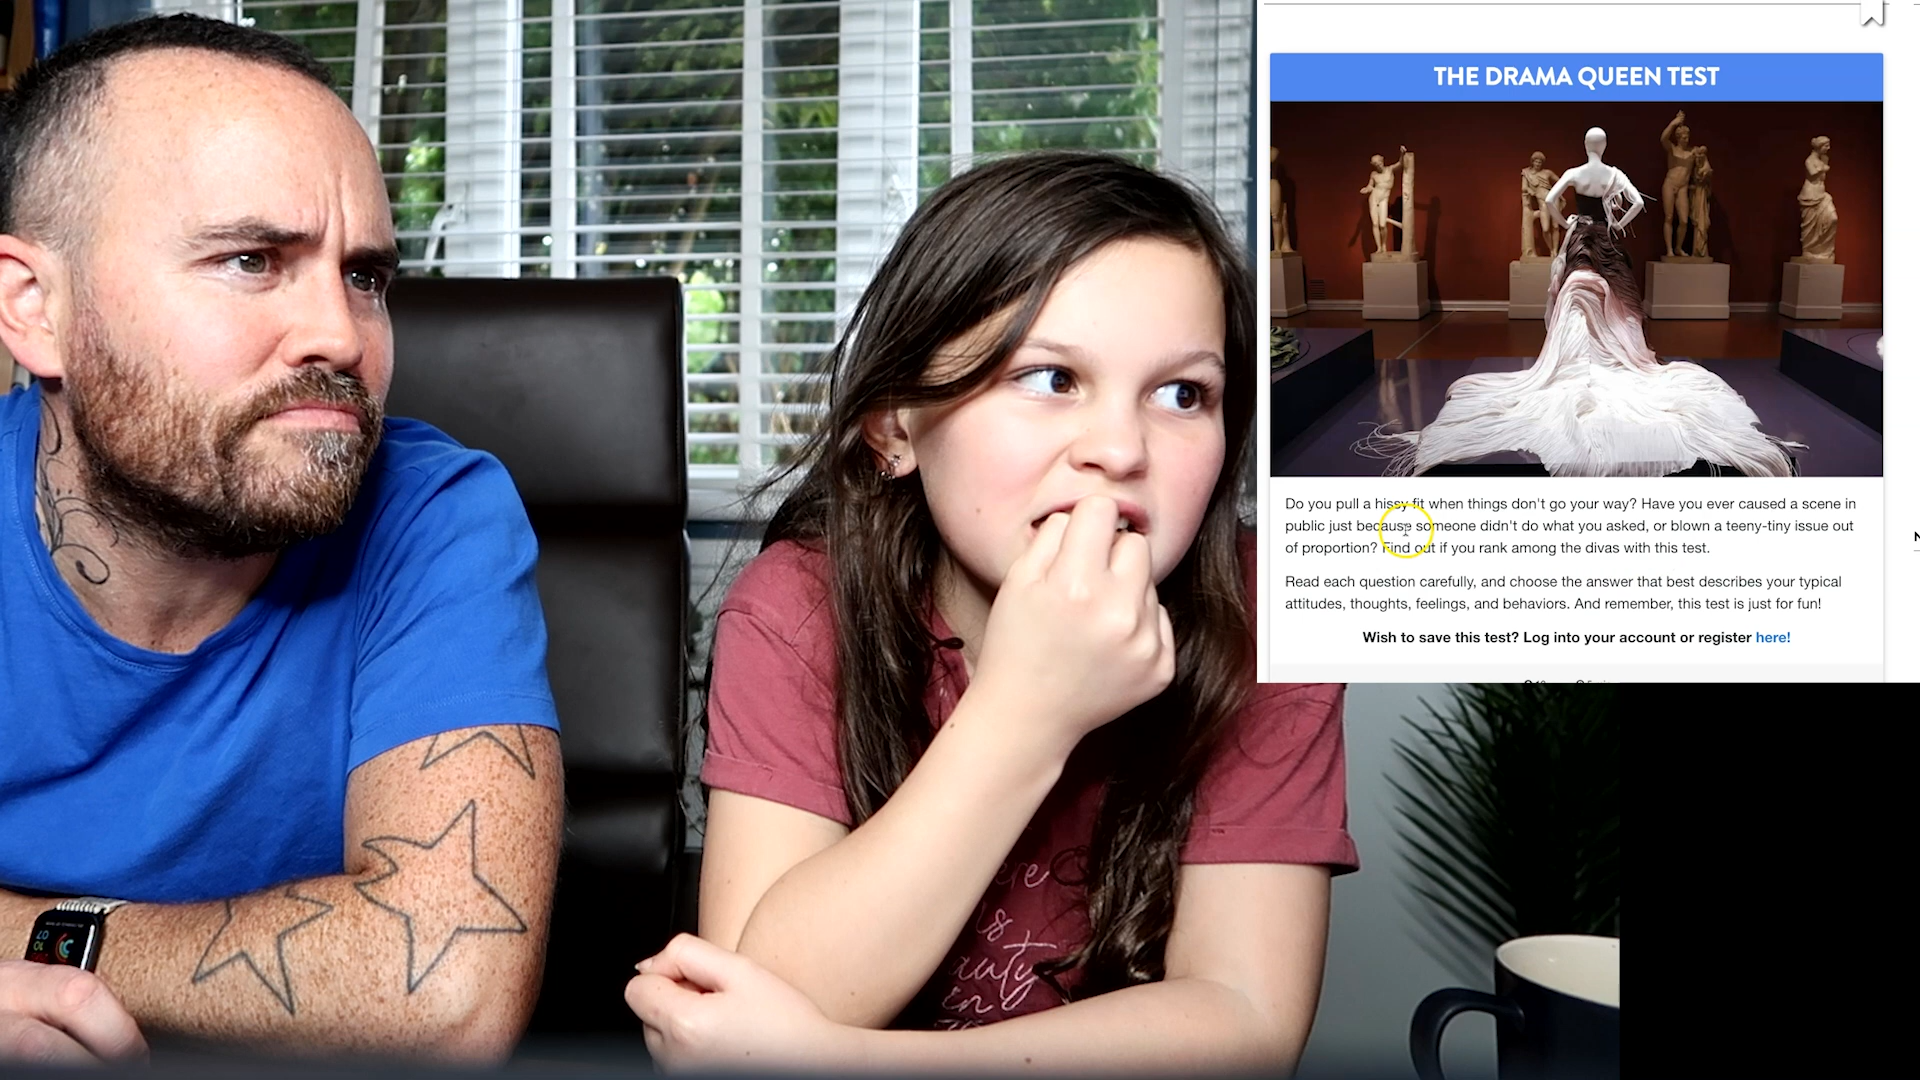 THE DRAMA QUEEN TEST
Do you pull a hissy fit when things don't go your way? Have you ever caused a scene in
public just because someone didn't do what you asked, or blown a teeny-tiny issue out
of proportion? Find out if you rank among the divas with this test.
Read each question carefully, and choose the answer that best describes your typical
attitudes, thoughts, feelings, and behaviors. And remember, this test is just for fun!
Wish to save this test? Log into your account or register here!
in